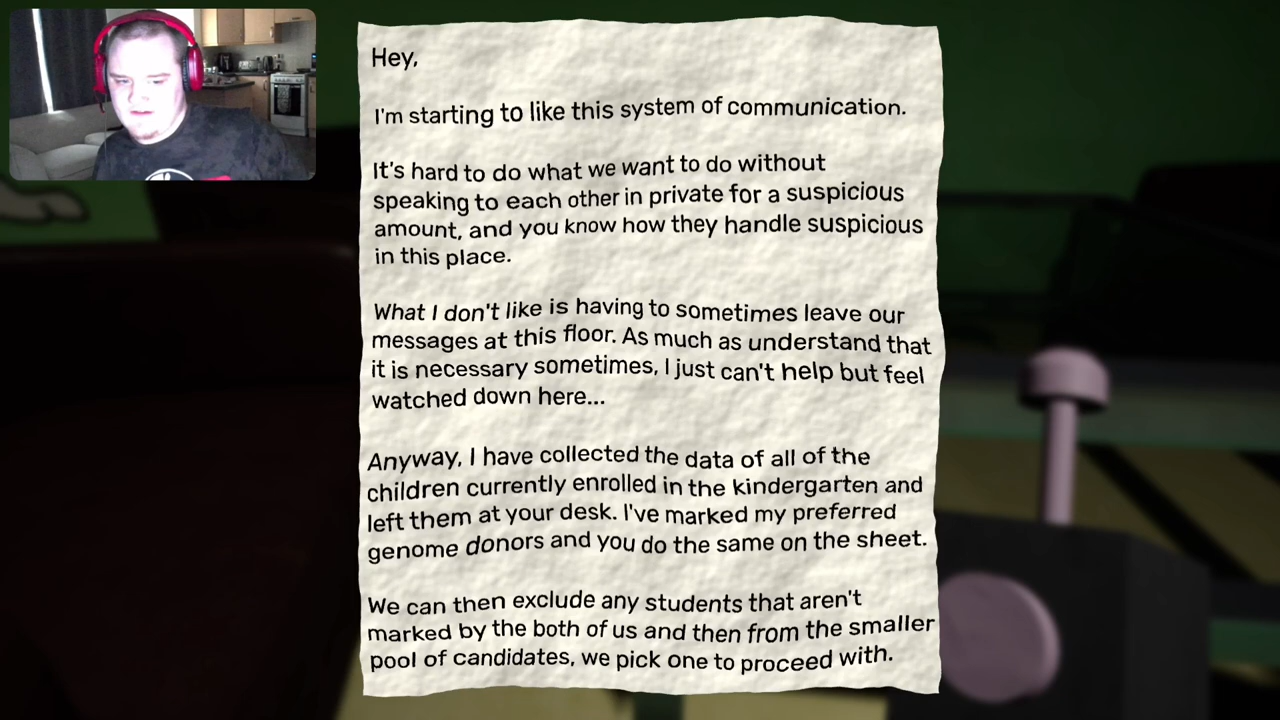 Hey,
I'm starting to like this system of communication.
It's hard to do what we want to do without
speaking to each other in private for a suspicious
amount, and you know how they handle suspicious
in this place.
What I don't like is having to sometimes leave our
messages at this floor. As much as understand that
it is necessary sometimes, I just can't help but feel
watched down here...
Anyway, I have collected the data of all of the
children currently enrolled in the kindergarten and
left them at your desk. I've marked my preferred
genome donors and you do the same on the sheet.
We can then exclude any students that aren't
marked by the both of us and then from the smaller
pool of candidates, we pick one to proceed with.